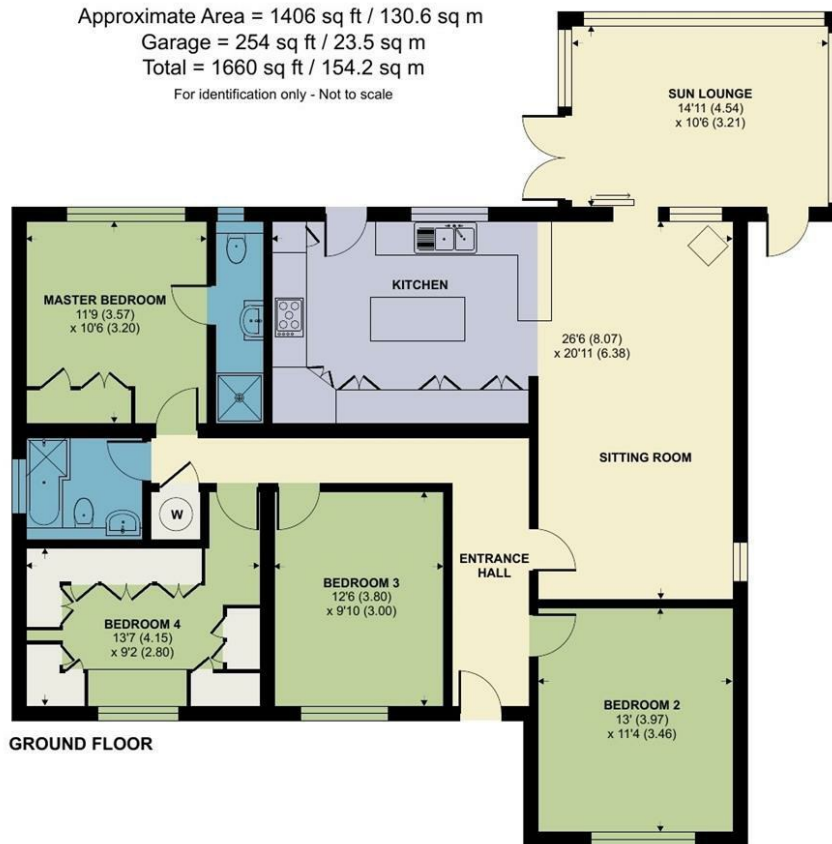 Approximate Area = 1406 sq ft / 130.6 sq m
Garage = 254 sq ft / 23.5 sq m
Total = 1660 sq ft / 154.2 sq m
For identification only - Not to scale
SUN LOUNGE
14'11 (4.54)
x 10'6 (3.21)
MASTER BEDROOM
11'9 (3.57)
x 10'6 (3.20)
KITCHEN
26'6 (8.07)
x 20'11 (6.38)
SITTING ROOM
W
ENTRANCE
HALL
BEDROOM 3
12'6 (3.80)
x 9'10 (3.00)
BEDROOM 4
13'7 (4.15)
x 9'2 (2.80)
BEDROOM 2
13' (3.97)
x 11'4 (3.46)
GROUND FLOOR